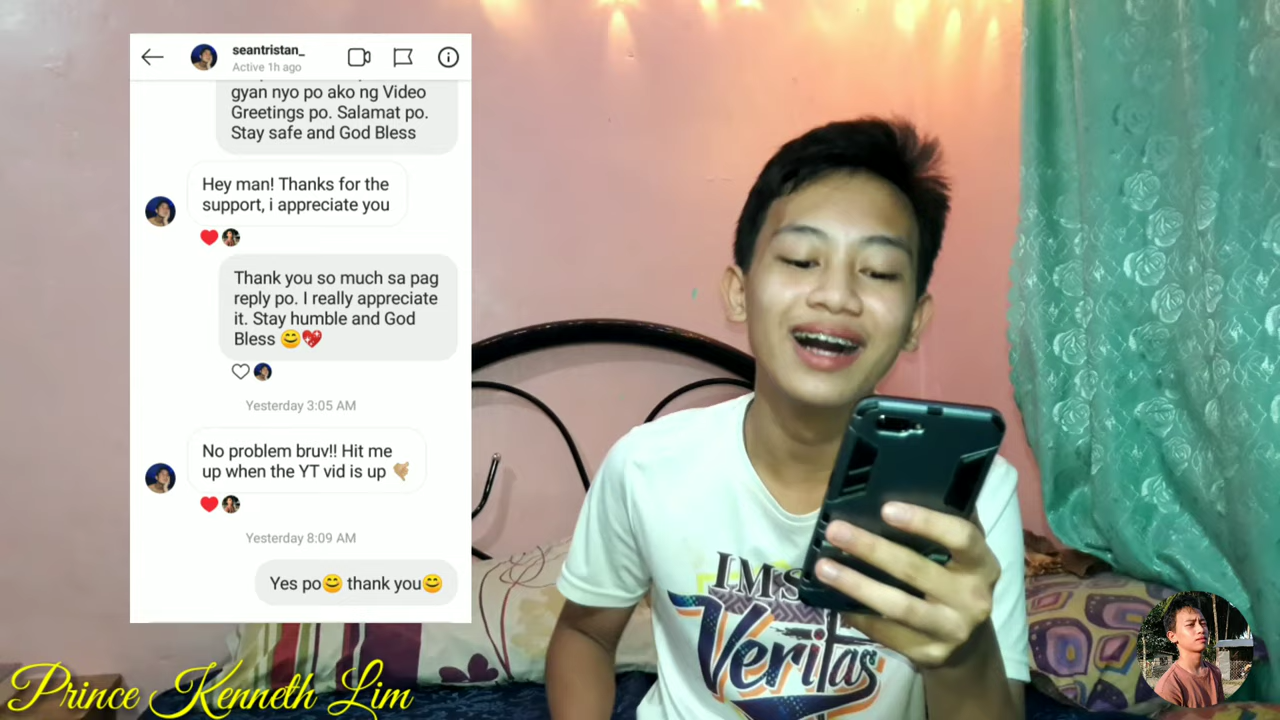 seantristan_
Active 1h ago
gyan nyo po ako ng Video
Greetings po. Salamat po.
Stay safe and God Bless
Hey man! Thanks for the
support, i appreciate you
Thank you so much sa pag
reply po. I really appreciate
it. Stay humble and God
Bless 😊💖
Yesterday 3:05 AM
No problem bruv!! Hit me
up when the YT vid is up 🤙🏼
Yesterday 8:09 AM
Yes po😊 thank you😊
IMS
Veritas
Prince Kenneth Lim